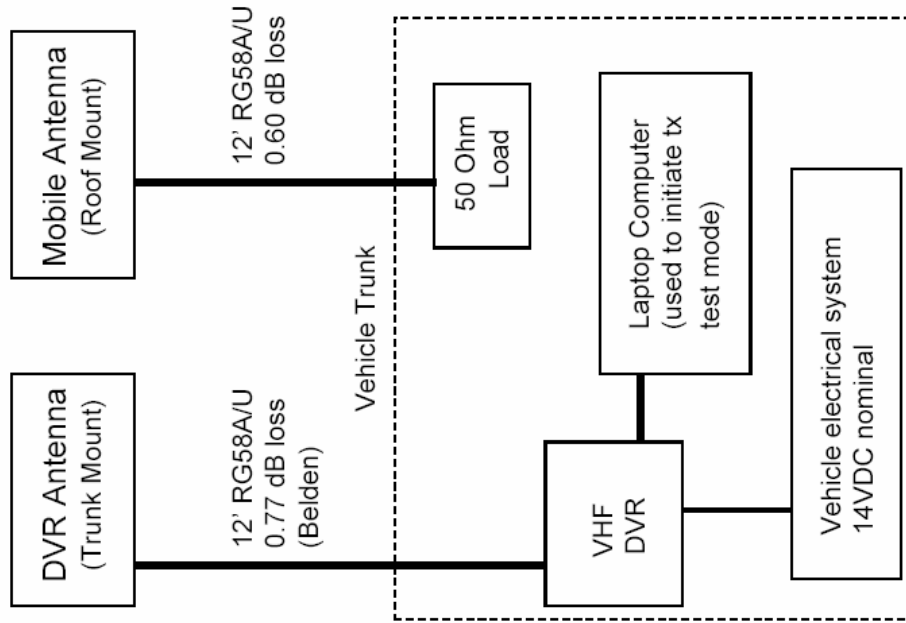 DVR Antenna
(Trunk Mount)
Mobile Antenna
(Roof Mount)
12’ RG58A/U
0.77 dB loss
(Belden)
12’ RG58A/U
0.60 dB loss
Vehicle Trunk
VHF
DVR
50 Ohm
Load
Laptop Computer
(used to initiate tx
test mode)
Vehicle electrical system
14VDC nominal